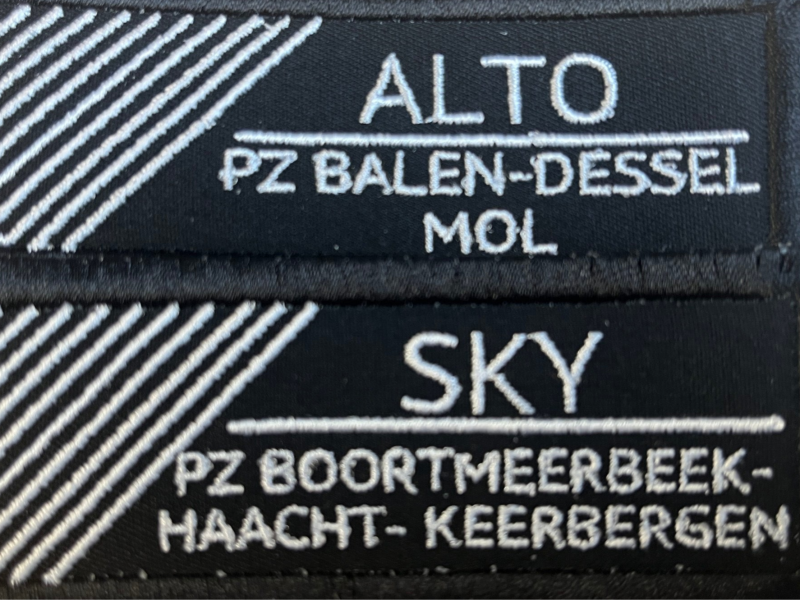 ALTO
PZ BALEN-DESSEL
MOL
SKY
PZ BOORTMEERBEEK-
HAACHT- KEERBERGEN